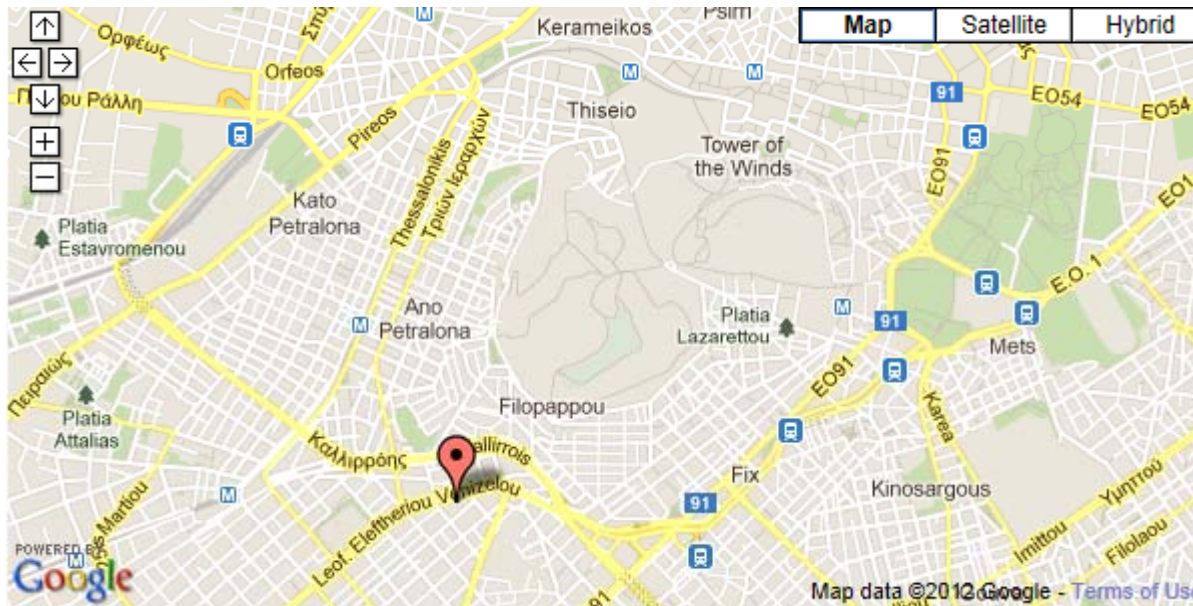 Kerameikos
Psirri
Map
Satellite
Hybrid
Ορφέως
Orfeos
Ράλλη
Pireos
Thiseio
91
EO54
EO54
Tower of
the Winds
EO91
EO1
Thessalonikis
Τριών Ιεραρχών
Kato
Petralona
Platia
Estavromenou
E.O. 1
Ano
Petralona
Platia
Lazarettou
91
Mets
Πειραιώς
EO91
Platia
Attalias
Filopappou
Karea
Καλλιρρόης
Kallirrois
Fix
Kinosargous
Υμηττού
Leof. Eleftheriou Venizelou
91
Martiou
Imittou
Filolaou
91
POWERED BY
Google
Map data ©2012 Google - Terms of Use